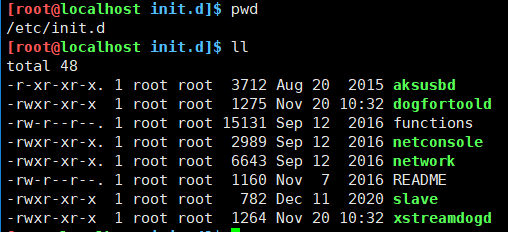 [root@localhost init.d]$ pwd
/etc/init.d
[root@localhost init.d]$ ll
total 48
-r-xr-xr-x. 1 root root  3712 Aug 20  2015 aksusbd
-rwxr-xr-x  1 root root  1275 Nov 20 10:32 dogfortoold
-rw-r--r--. 1 root root 15131 Sep 12  2016 functions
-rwxr-xr-x. 1 root root  2989 Sep 12  2016 netconsole
-rwxr-xr-x. 1 root root  6643 Sep 12  2016 network
-rw-r--r--. 1 root root  1160 Nov  7  2016 README
-rwxr-xr-x  1 root root   782 Dec 11  2020 slave
-rwxr-xr-x  1 root root  1264 Nov 20 10:32 xstreamdogd